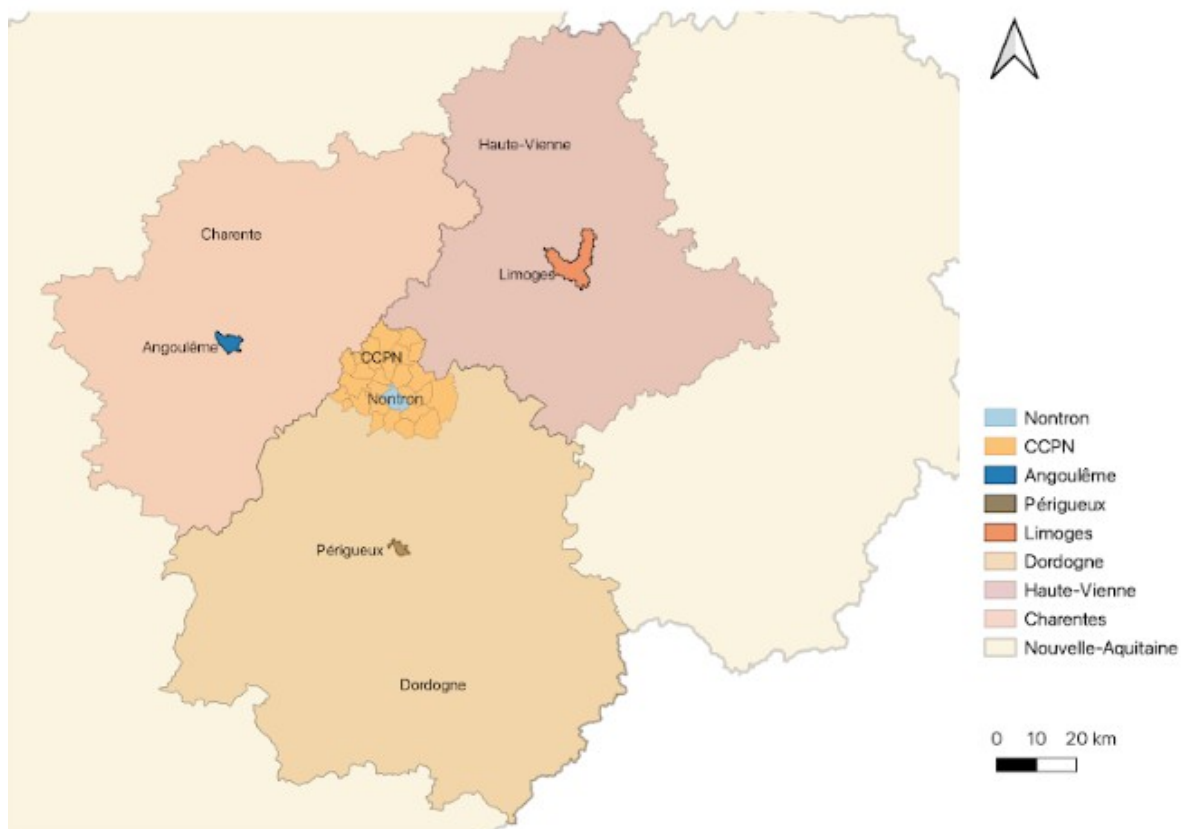 Haute-Vienne
Charente
Limoges
Angoulême
CCPN
Nontron
Périgueux
Dordogne
Nontron
CCPN
Angoulême
Périgueux
Limoges
Dordogne
Haute-Vienne
Charentes
Nouvelle-Aquitaine
0 10 20 km